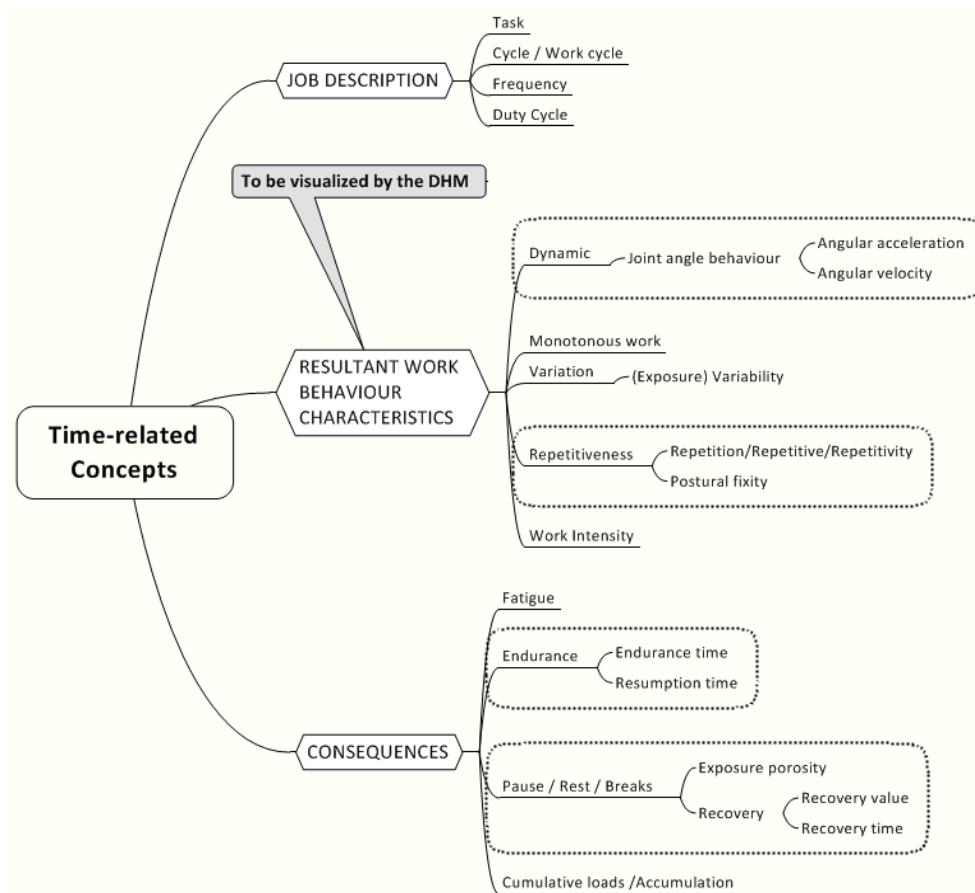 Task
Cycle / Work cycle
JOB DESCRIPTION
Frequency
Duty Cycle
To be visualized by the DHM
Dynamic
Joint angle behaviour
Angular acceleration
Angular velocity
RESULTANT WORK
BEHAVIOUR
CHARACTERISTICS
Monotonous work
Variation
(Exposure) Variability
Repetitiveness
Repetition/Repetitive/Repetitivity
Postural fixity
Work Intensity
Time-related
Concepts
Fatigue
Endurance
Endurance time
Resumption time
CONSEQUENCES
Pause / Rest / Breaks
Exposure porosity
Recovery
Recovery value
Recovery time
Cumulative loads /Accumulation